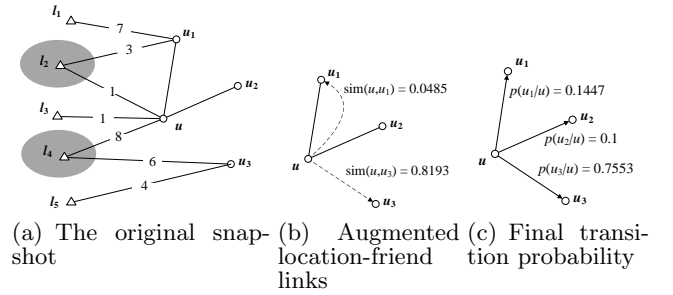 l₁
7
u₁
l₂
3
1
u₂
l₃
1
u
8
l₄
6
u₃
4
l₅
u₁
sim(u,u₁) = 0.0485
u₂
u
sim(u,u₃) = 0.8193
u₃
u₁
p(u₁/u) = 0.1447
u₂
p(u₂/u) = 0.1
u
p(u₃/u) = 0.7553
u₃
(a) The original snap-
shot
(b) Augmented
location-friend
links
(c) Final transi-
tion probability